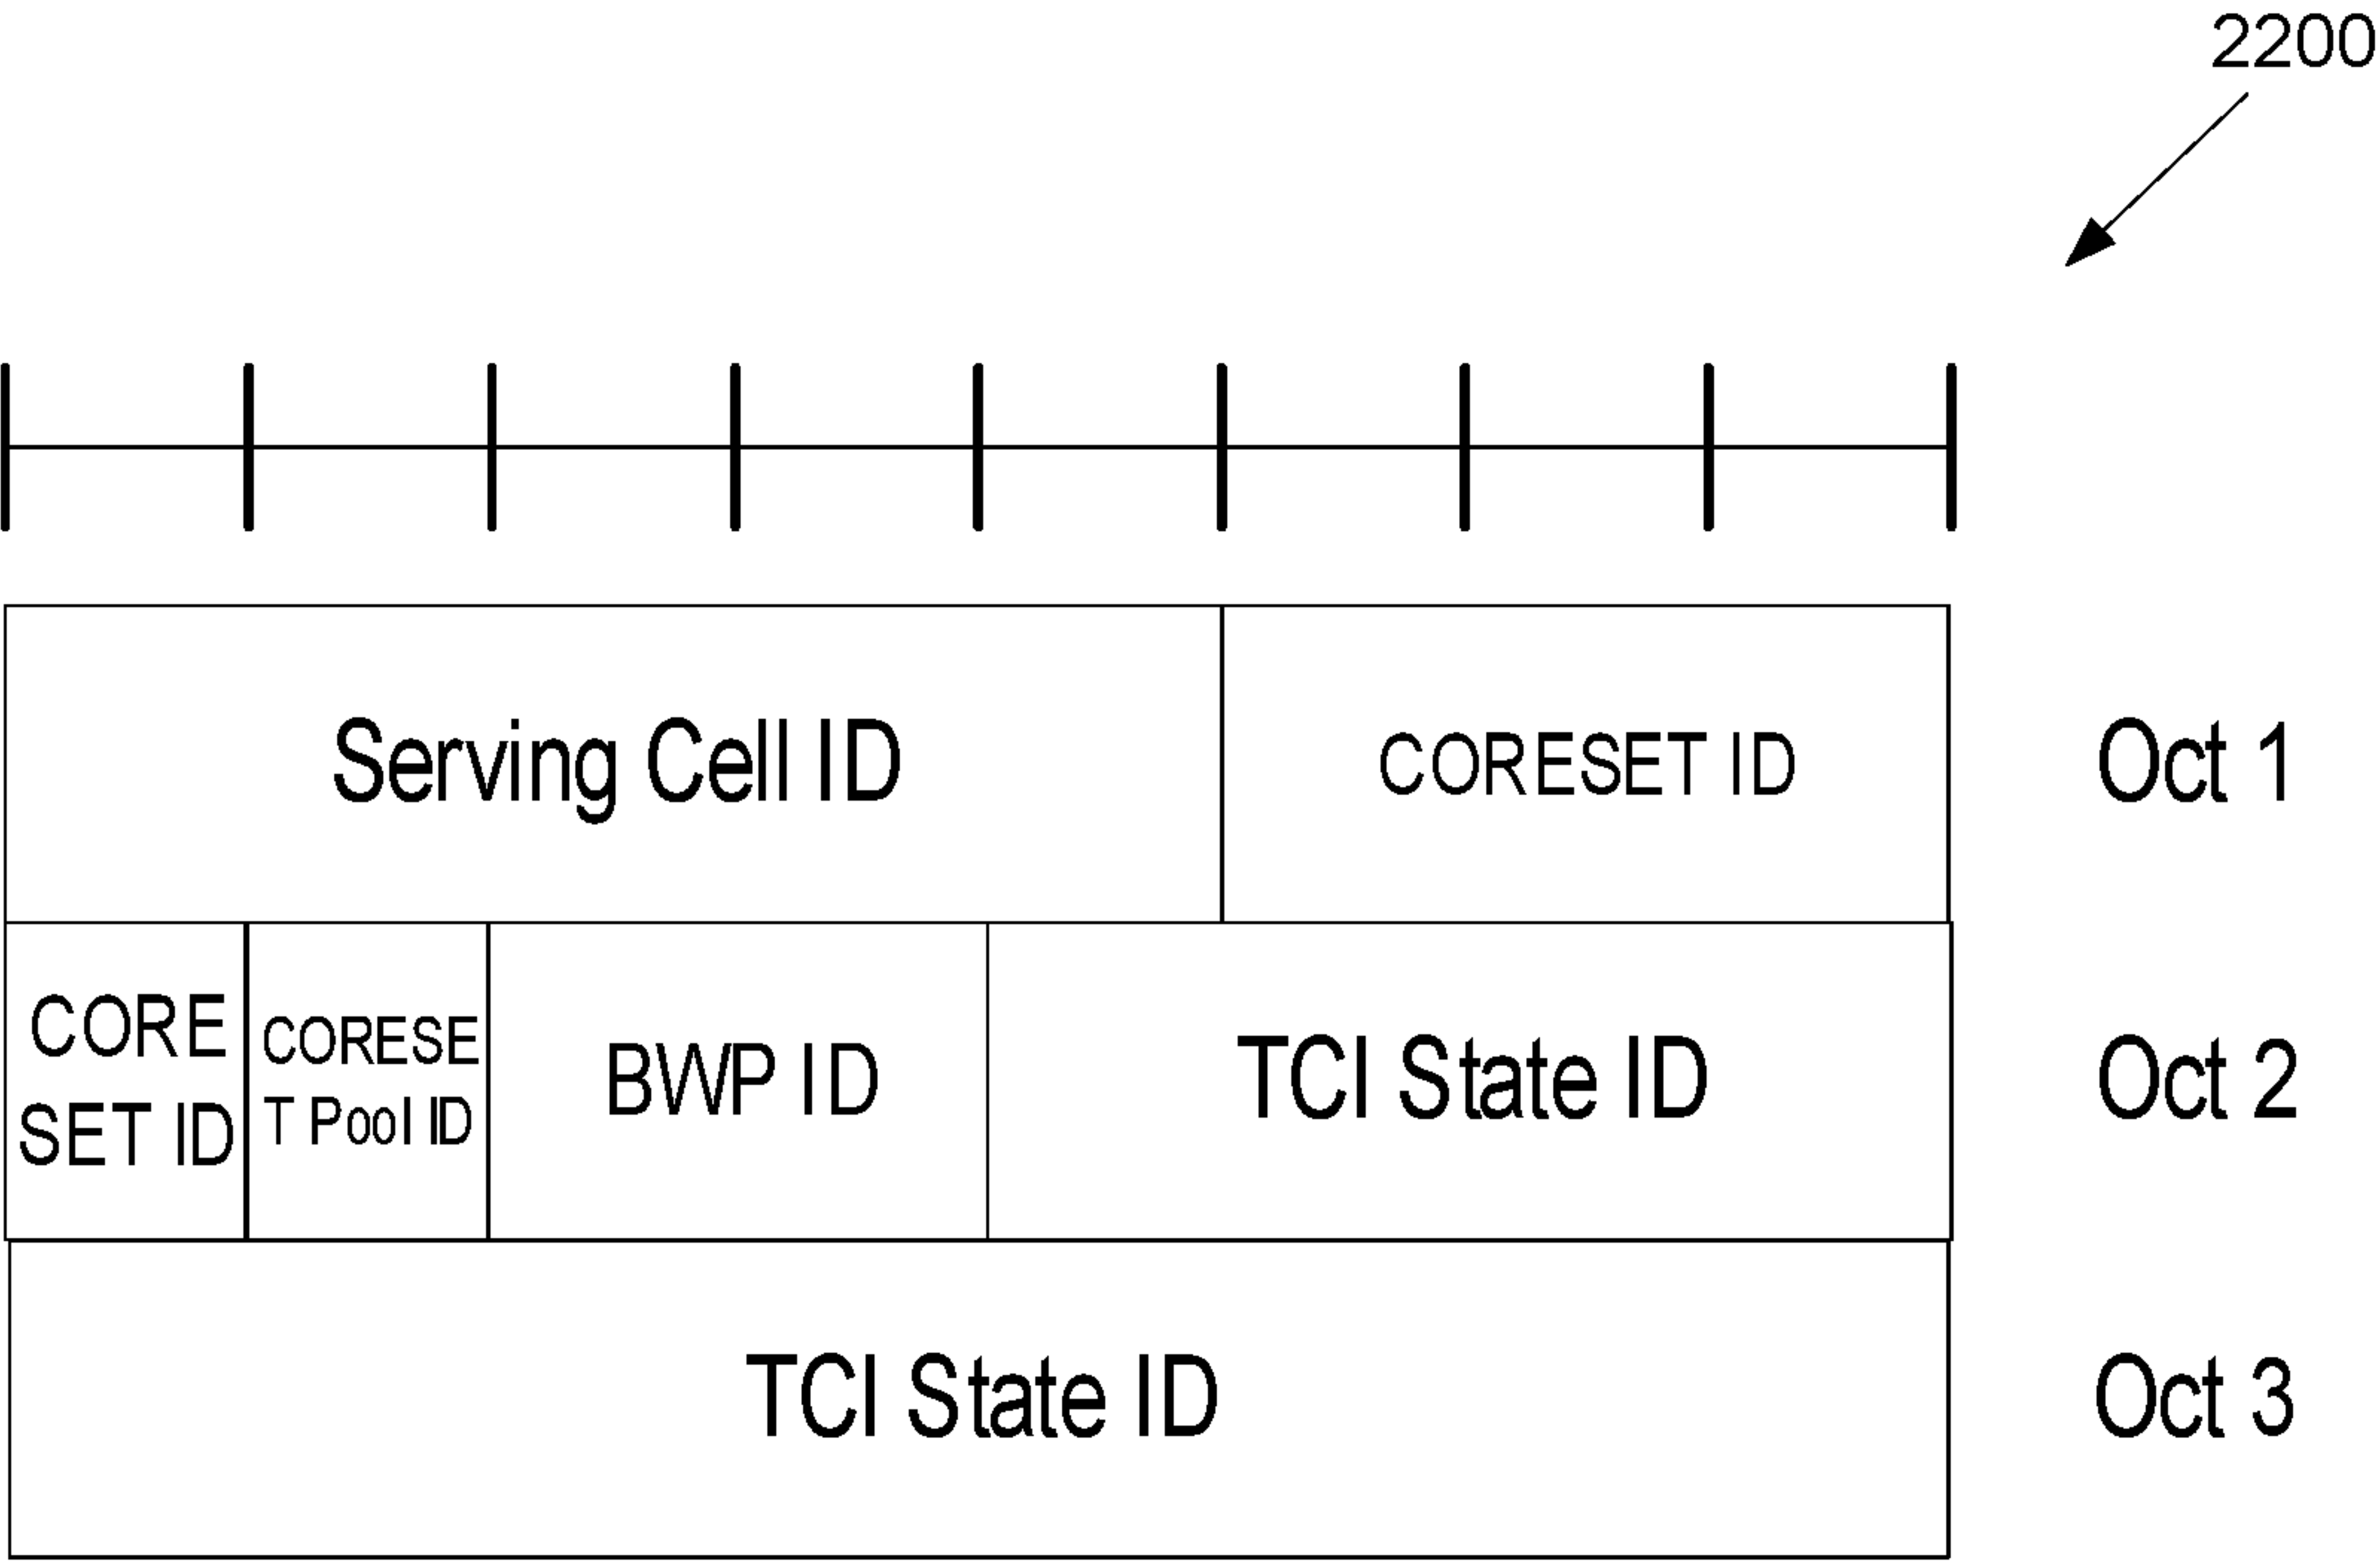 2200
Serving Cell ID
CORESET ID
Oct 1
CORE
SET ID
CORESE
T Pool ID
BWP ID
TCI State ID
Oct 2
TCI State ID
Oct 3